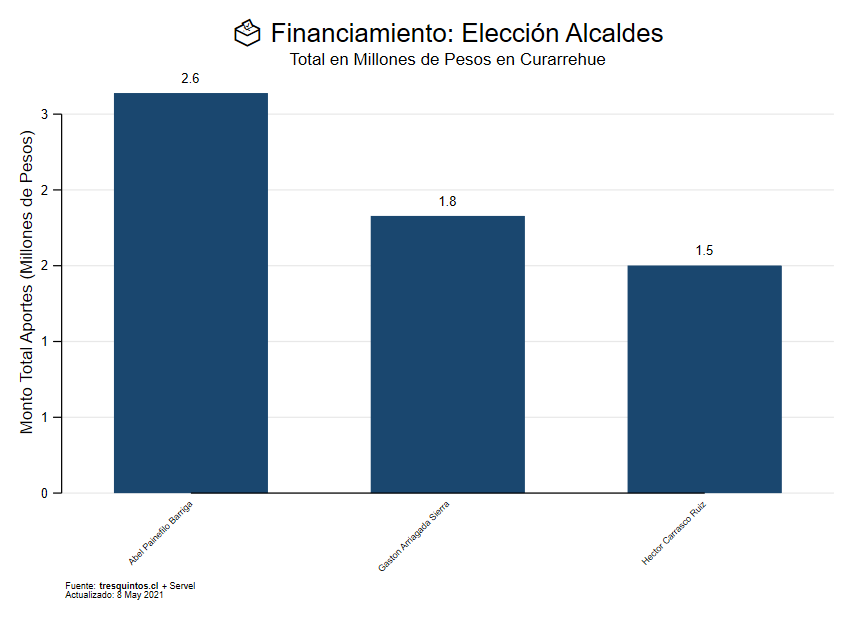 Financiamiento: Elección Alcaldes
Total en Millones de Pesos en Curarrehue
2.6
1.8
1.5
Monto Total Aportes (Millones de Pesos)
3
2
2
1
1
0
Abel Painefilo Barriga
Gaston Arriagada Sierra
Hector Carrasco Ruiz
Fuente: tresquintos.cl + Servel
Actualizado: 8 May 2021